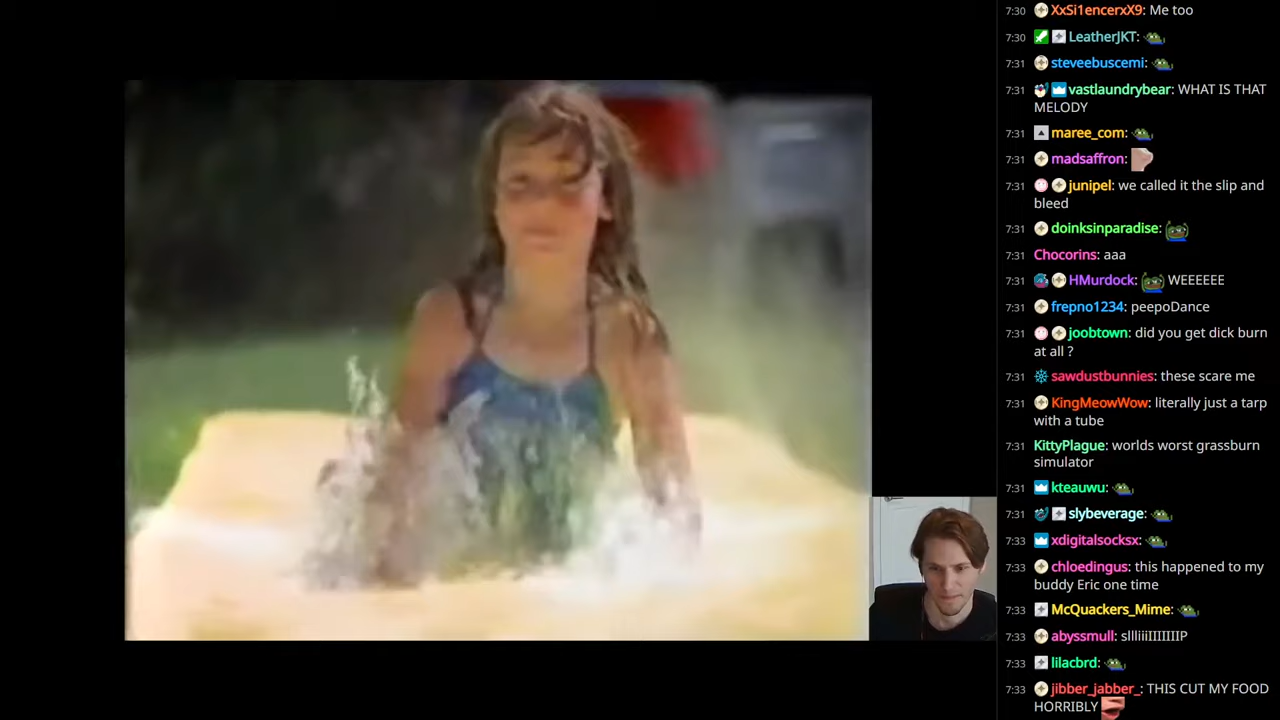 7:30 XxSi1encerxX9: Me too
7:30 LeatherJKT:
7:31 steveebuscemi:
7:31 vastlaundrybear: WHAT IS THAT
MELODY
7:31 maree_com:
7:31 madsaffron:
7:31 junipel: we called it the slip and
bleed
7:31 doinksinparadise:
7:31 Chocorins: aaa
7:31 HMurdock: WEEEEEE
7:31 frepno1234: peepoDance
7:31 joobtown: did you get dick burn
at all ?
7:31 sawdustbunnies: these scare me
7:31 KingMeowWow: literally just a tarp
with a tube
7:31 KittyPlague: worlds worst grassburn
simulator
7:31 kteauwu:
7:31 slybeverage:
7:33 xdigitalsocksx:
7:33 chloedingus: this happened to my
buddy Eric one time
7:33 McQuackers_Mime:
7:33 abyssmull: sllliiiIIIIIIIP
7:33 lilacbrd:
7:33 jibber_jabber_: THIS CUT MY FOOD
HORRIBLY